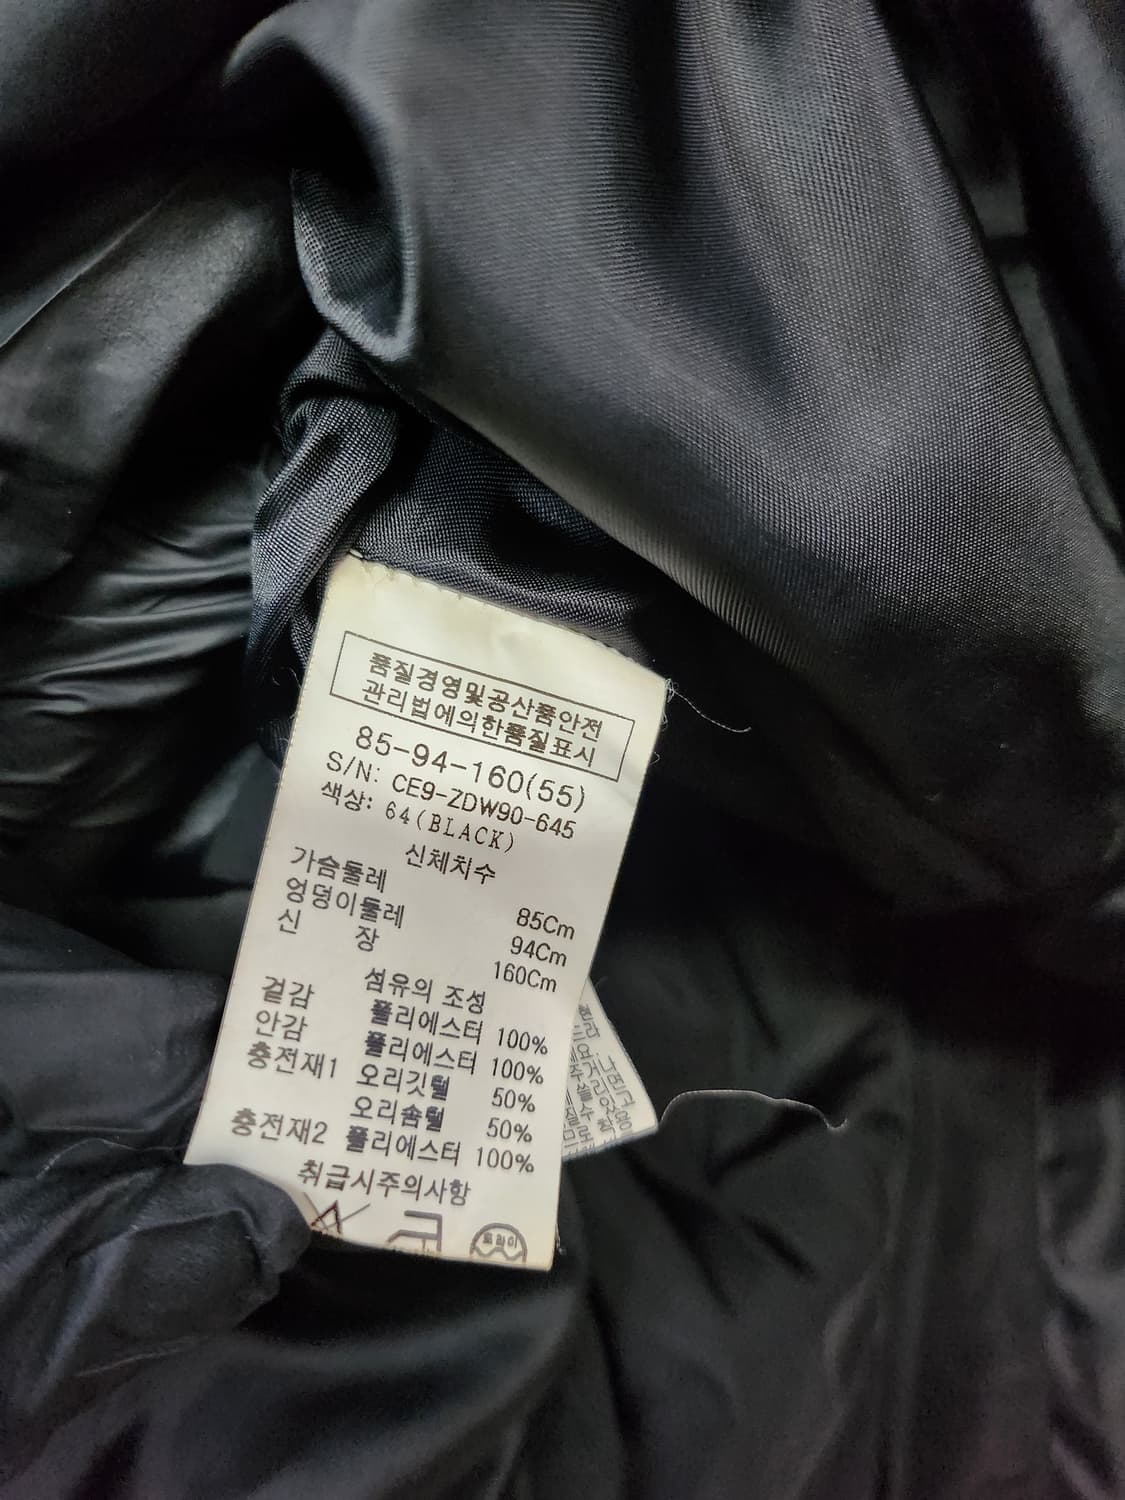 품질경영및공산품안전
관리법에의한품질표시
85-94-160(55)
S/N: CE9-ZDW90-645
색상: 64(BLACK)
신체치수
가슴둘레 85Cm
엉덩이둘레 94Cm
신 장 160Cm
섬유의 조성
겉감 폴리에스터 100%
안감 폴리에스터 100%
충전재1 오리깃털 50%
오리솜털 50%
충전재2 폴리에스터 100%
취급시주의사항
드라이